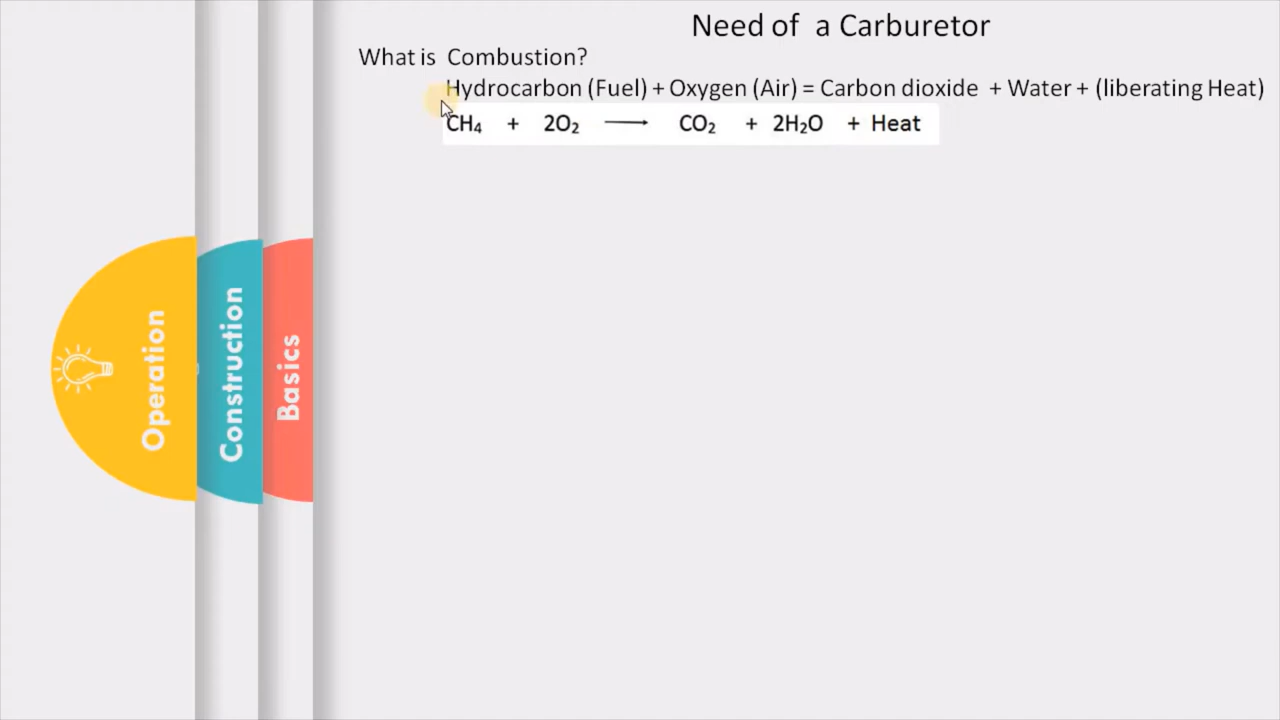 Need of a Carburetor
What is Combustion?
Hydrocarbon (Fuel) + Oxygen (Air) = Carbon dioxide + Water + (liberating Heat)
CH₄ + 2O₂ ⟶ CO₂ + 2H₂O + Heat
Operation
Construction
Basics